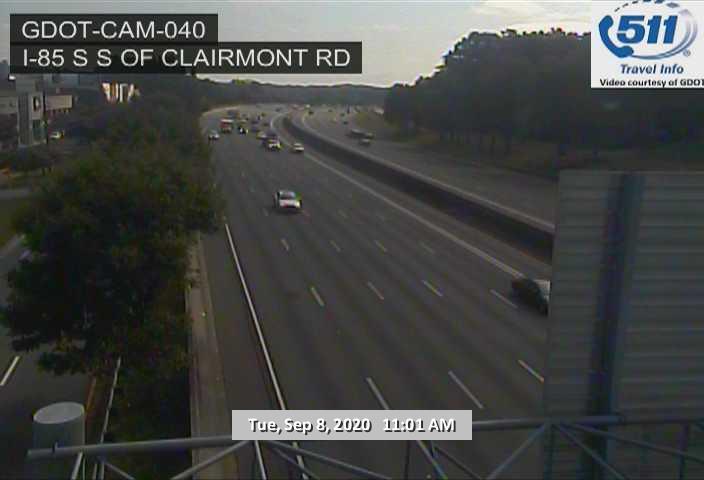 GDOT-CAM-040
I-85 S S OF CLAIRMONT RD
511
Travel Info
Video courtesy of GDOT
Tue, Sep 8, 2020 11:01 AM